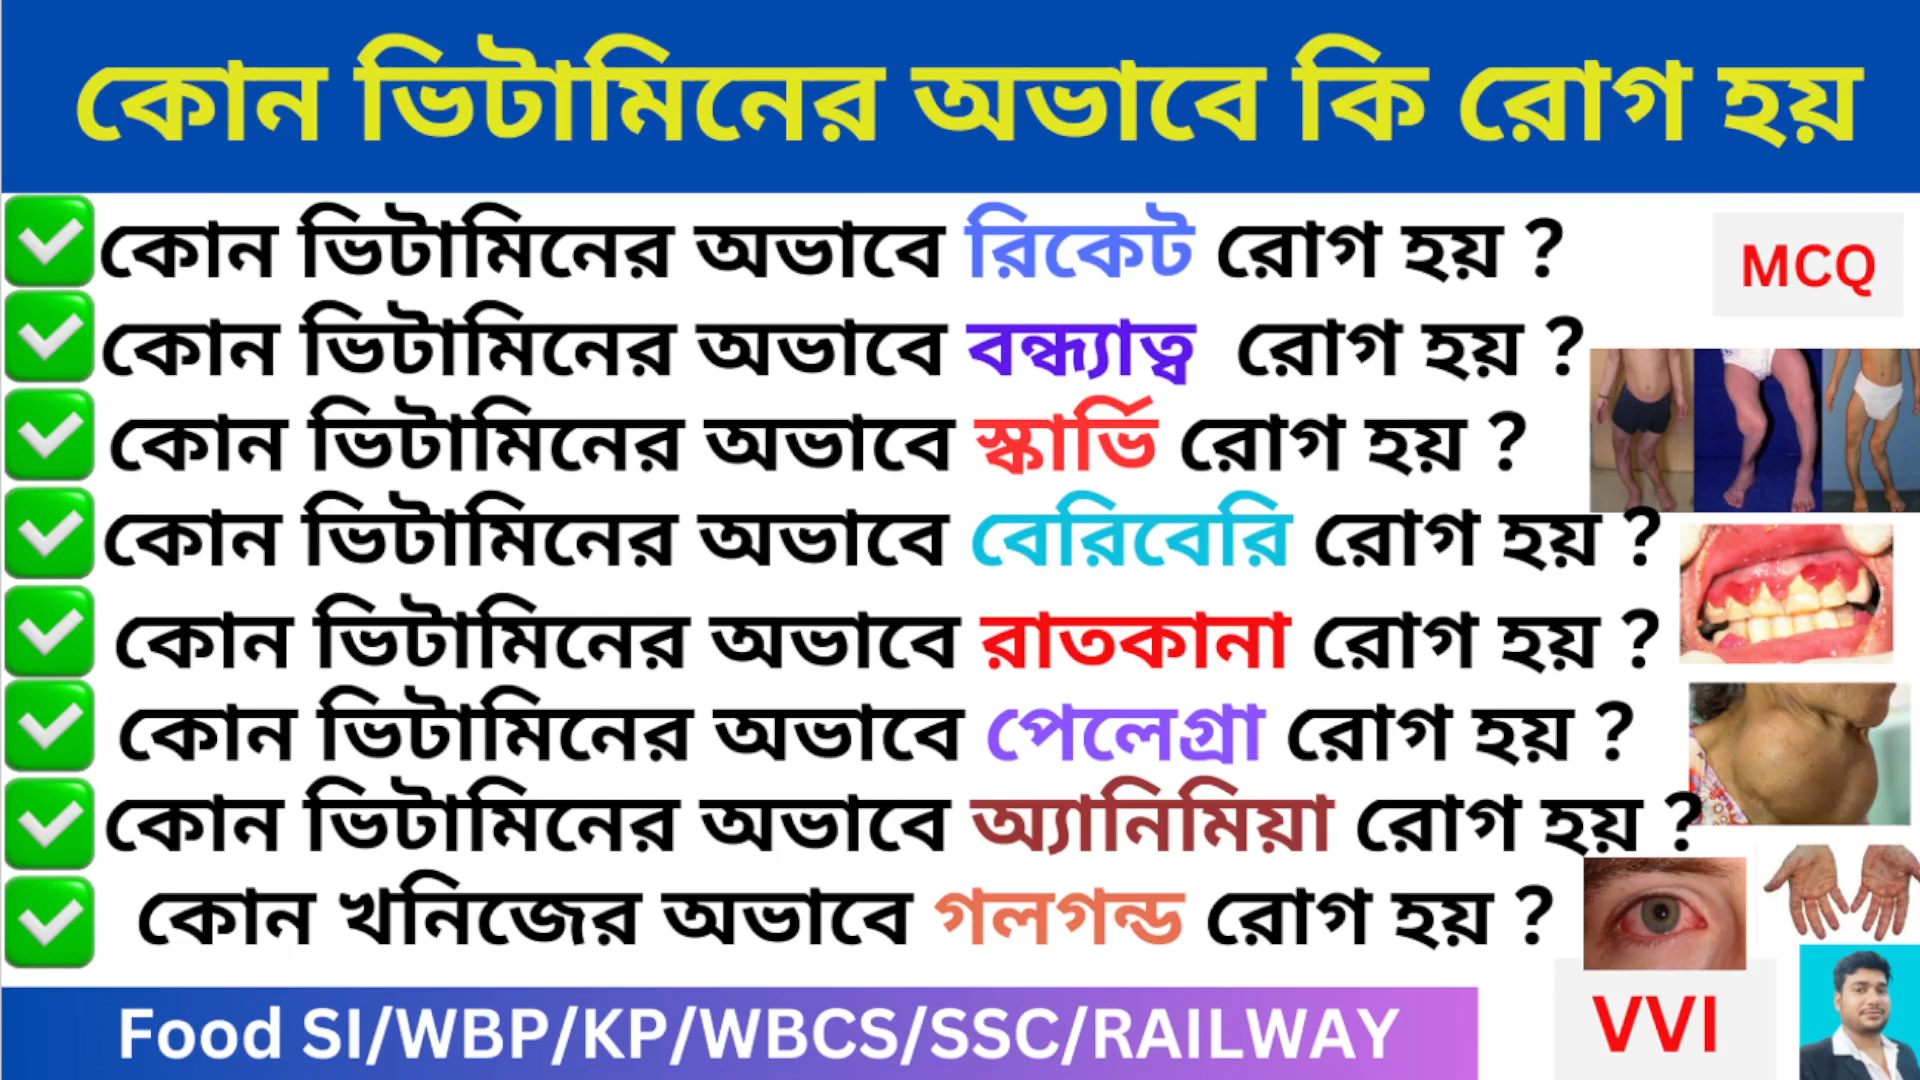 কোন ভিটামিনের অভাবে কি রোগ হয়
কোন ভিটামিনের অভাবে রিকেট রোগ হয় ?
MCQ
কোন ভিটামিনের অভাবে বন্ধ্যাত্ব রোগ হয় ?
কোন ভিটামিনের অভাবে স্কার্ভি রোগ হয় ?
কোন ভিটামিনের অভাবে বেরিবেরি রোগ হয় ?
কোন ভিটামিনের অভাবে রাতকানা রোগ হয় ?
কোন ভিটামিনের অভাবে পেলেগ্রা রোগ হয় ?
কোন ভিটামিনের অভাবে অ্যানিমিয়া রোগ হয় ?
কোন খনিজের অভাবে গলগন্ড রোগ হয় ?
Food SI/WBP/KP/WBCS/SSC/RAILWAY
VVI